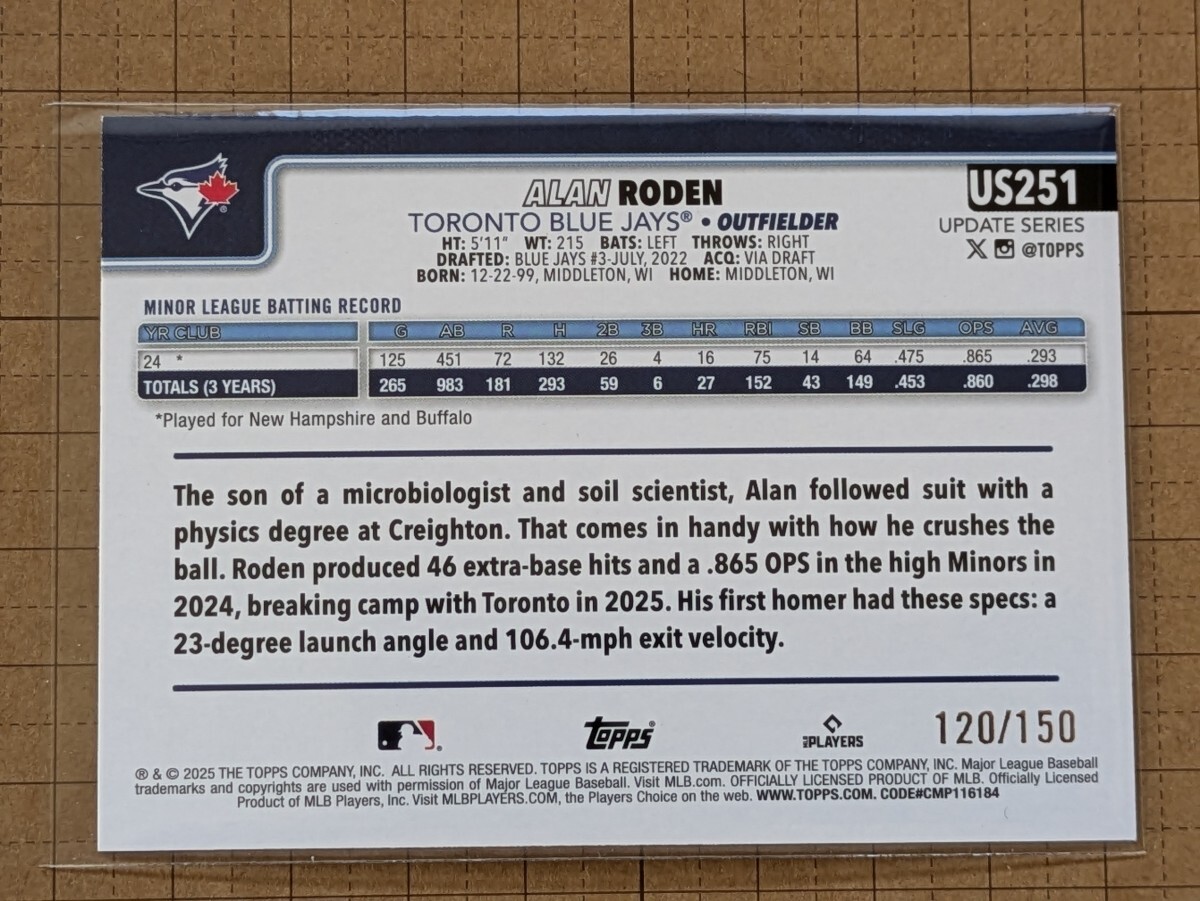 ALAN RODEN
US251
TORONTO BLUE JAYS® • OUTFIELDER
UPDATE SERIES
HT: 5'11" WT: 215 BATS: LEFT THROWS: RIGHT
@TOPPS
DRAFTED: BLUE JAYS #3-JULY, 2022 ACQ: VIA DRAFT
BORN: 12-22-99, MIDDLETON, WI HOME: MIDDLETON, WI
MINOR LEAGUE BATTING RECORD
YR CLUB G AB R H 2B 3B HR RBI SB BB SLG OPS AVG
24 * 125 451 72 132 26 4 16 75 14 64 .475 .865 .293
TOTALS (3 YEARS) 265 983 181 293 59 6 27 152 43 149 .453 .860 .298
*Played for New Hampshire and Buffalo
The son of a microbiologist and soil scientist, Alan followed suit with a
physics degree at Creighton. That comes in handy with how he crushes the
ball. Roden produced 46 extra-base hits and a .865 OPS in the high Minors in
2024, breaking camp with Toronto in 2025. His first homer had these specs: a
23-degree launch angle and 106.4-mph exit velocity.
topps®
PLAYERS
120/150
® & © 2025 THE TOPPS COMPANY, INC. ALL RIGHTS RESERVED. TOPPS IS A REGISTERED TRADEMARK OF THE TOPPS COMPANY, INC. Major League Baseball
trademarks and copyrights are used with permission of Major League Baseball. Visit MLB.com. OFFICIALLY LICENSED PRODUCT OF MLB. Officially Licensed
Product of MLB Players, Inc. Visit MLBPLAYERS.COM, the Players Choice on the web. WWW.TOPPS.COM. CODE#CMP116184